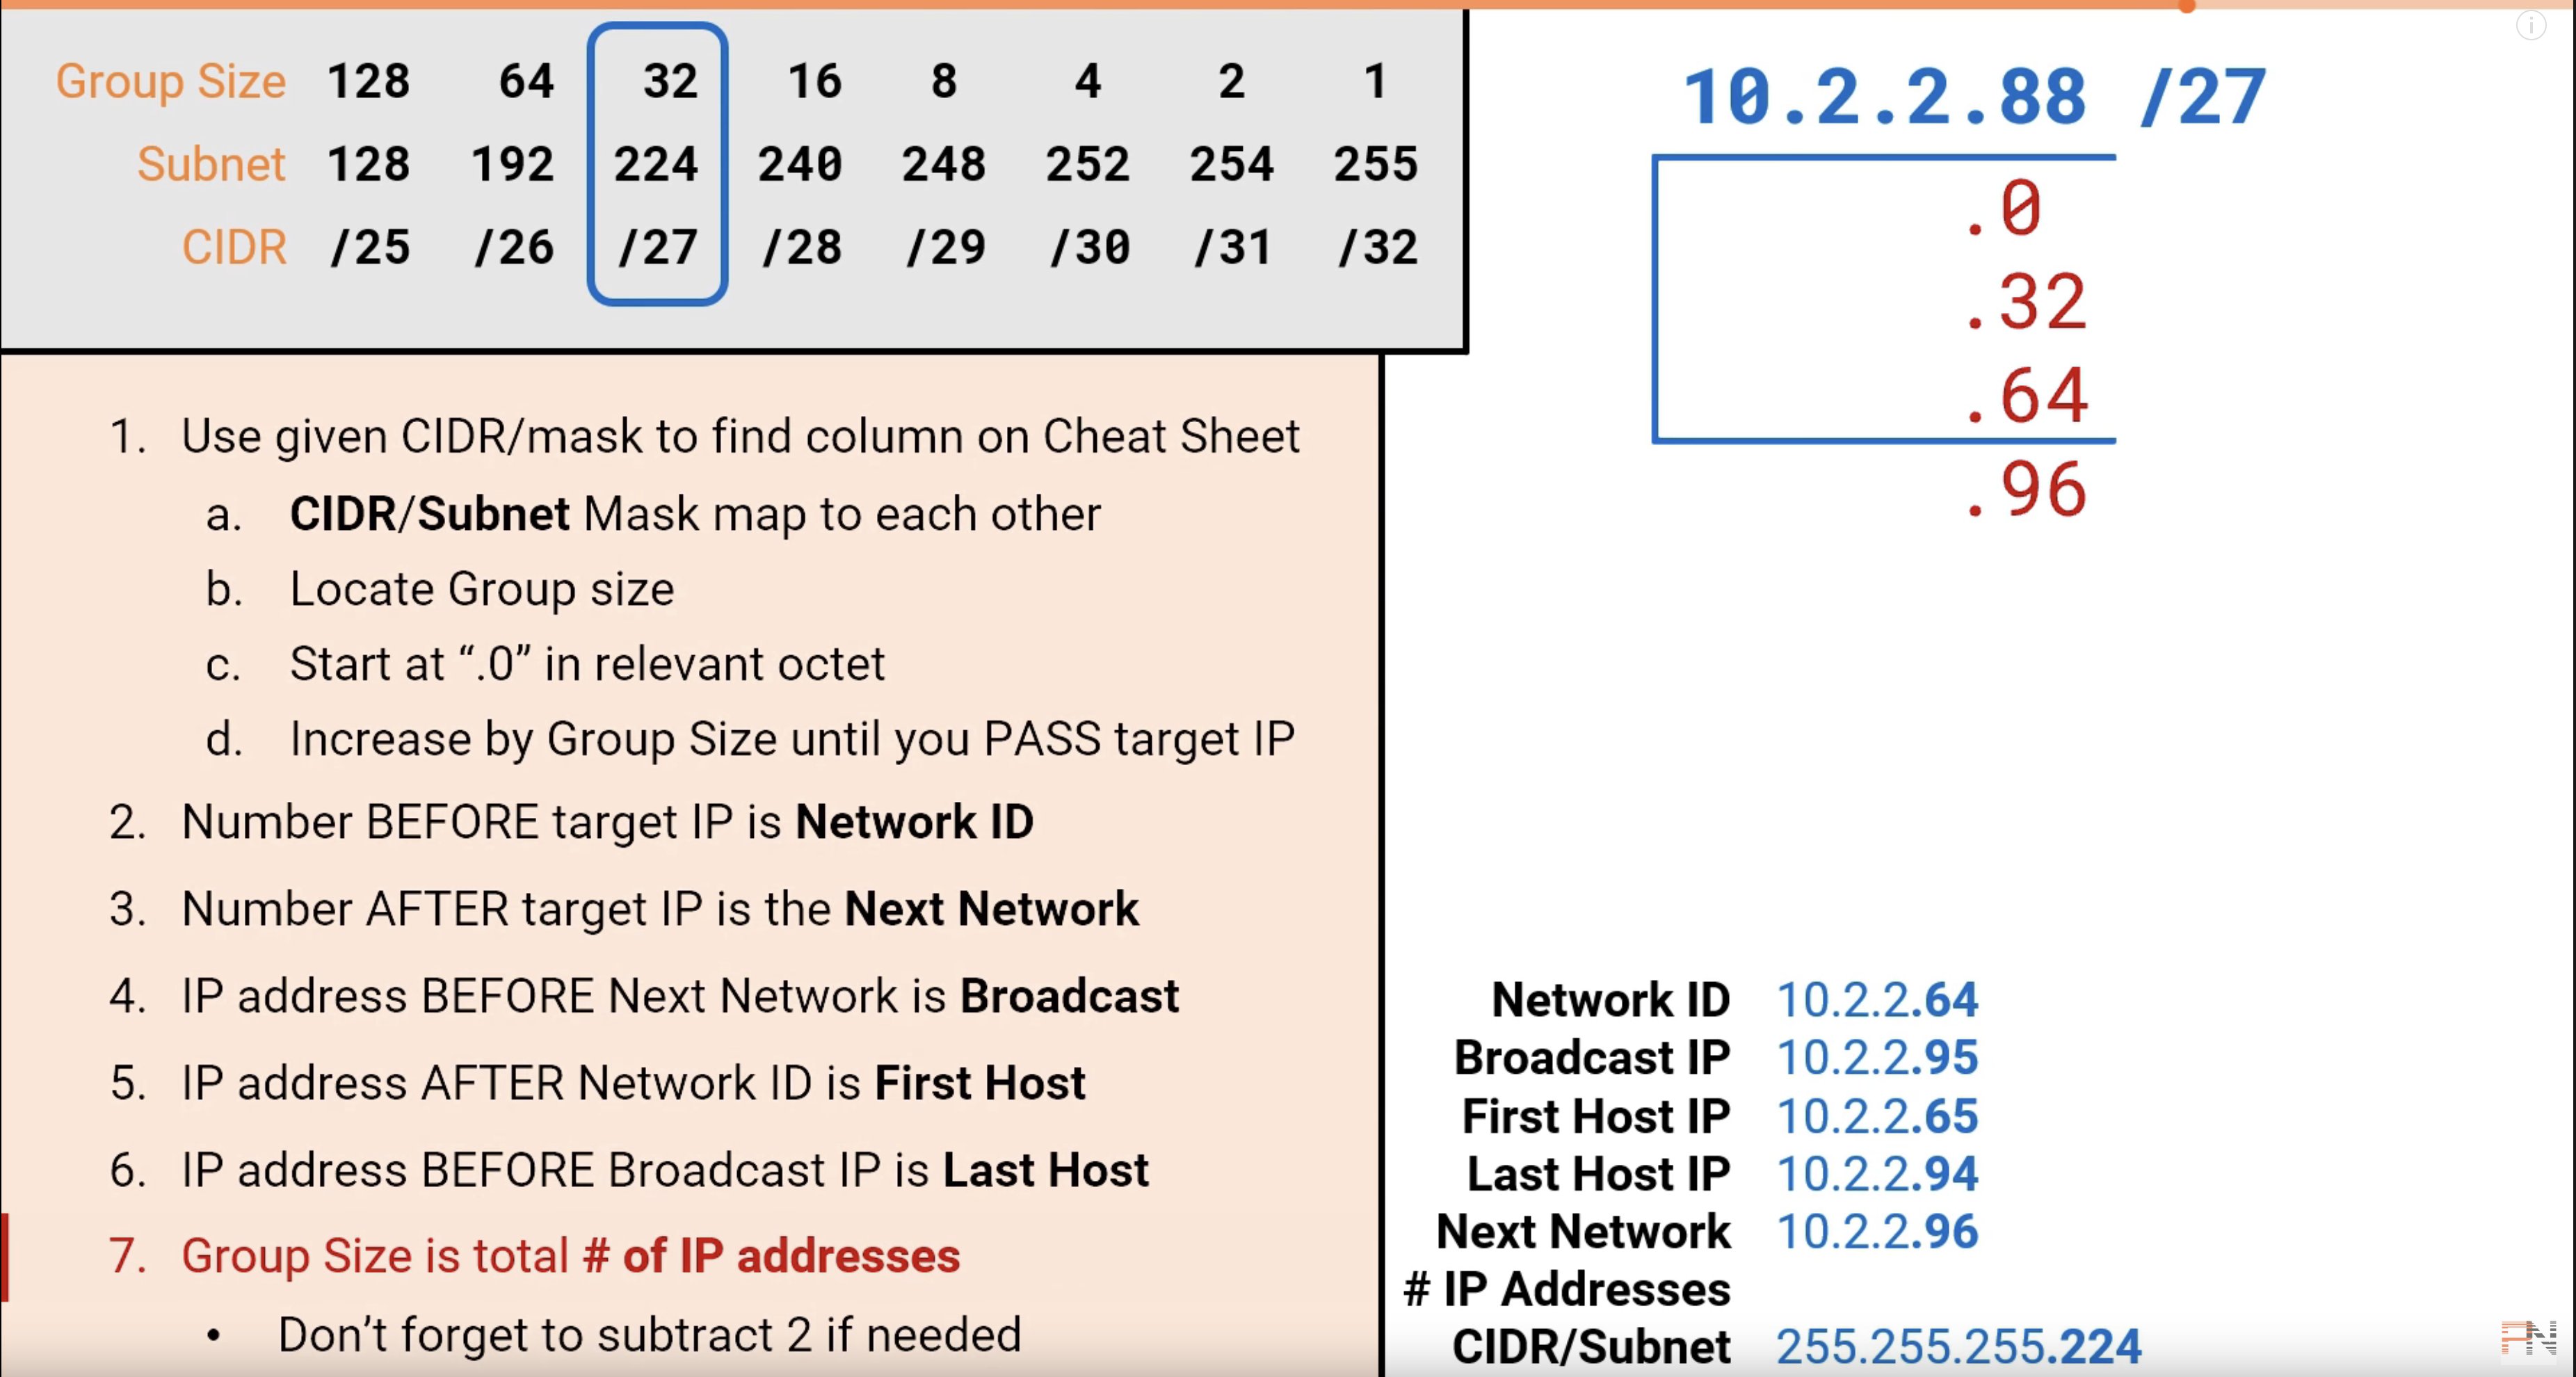 Group Size 128 64 32 16 8 4 2 1
Subnet 128 192 224 240 248 252 254 255
CIDR /25 /26 /27 /28 /29 /30 /31 /32
1. Use given CIDR/mask to find column on Cheat Sheet
a. CIDR/Subnet Mask map to each other
b. Locate Group size
c. Start at “.0” in relevant octet
d. Increase by Group Size until you PASS target IP
2. Number BEFORE target IP is Network ID
3. Number AFTER target IP is the Next Network
4. IP address BEFORE Next Network is Broadcast
5. IP address AFTER Network ID is First Host
6. IP address BEFORE Broadcast IP is Last Host
7. Group Size is total # of IP addresses
• Don’t forget to subtract 2 if needed
10.2.2.88 /27
.0
.32
.64
.96
Network ID 10.2.2.64
Broadcast IP 10.2.2.95
First Host IP 10.2.2.65
Last Host IP 10.2.2.94
Next Network 10.2.2.96
# IP Addresses
CIDR/Subnet 255.255.255.224
PN